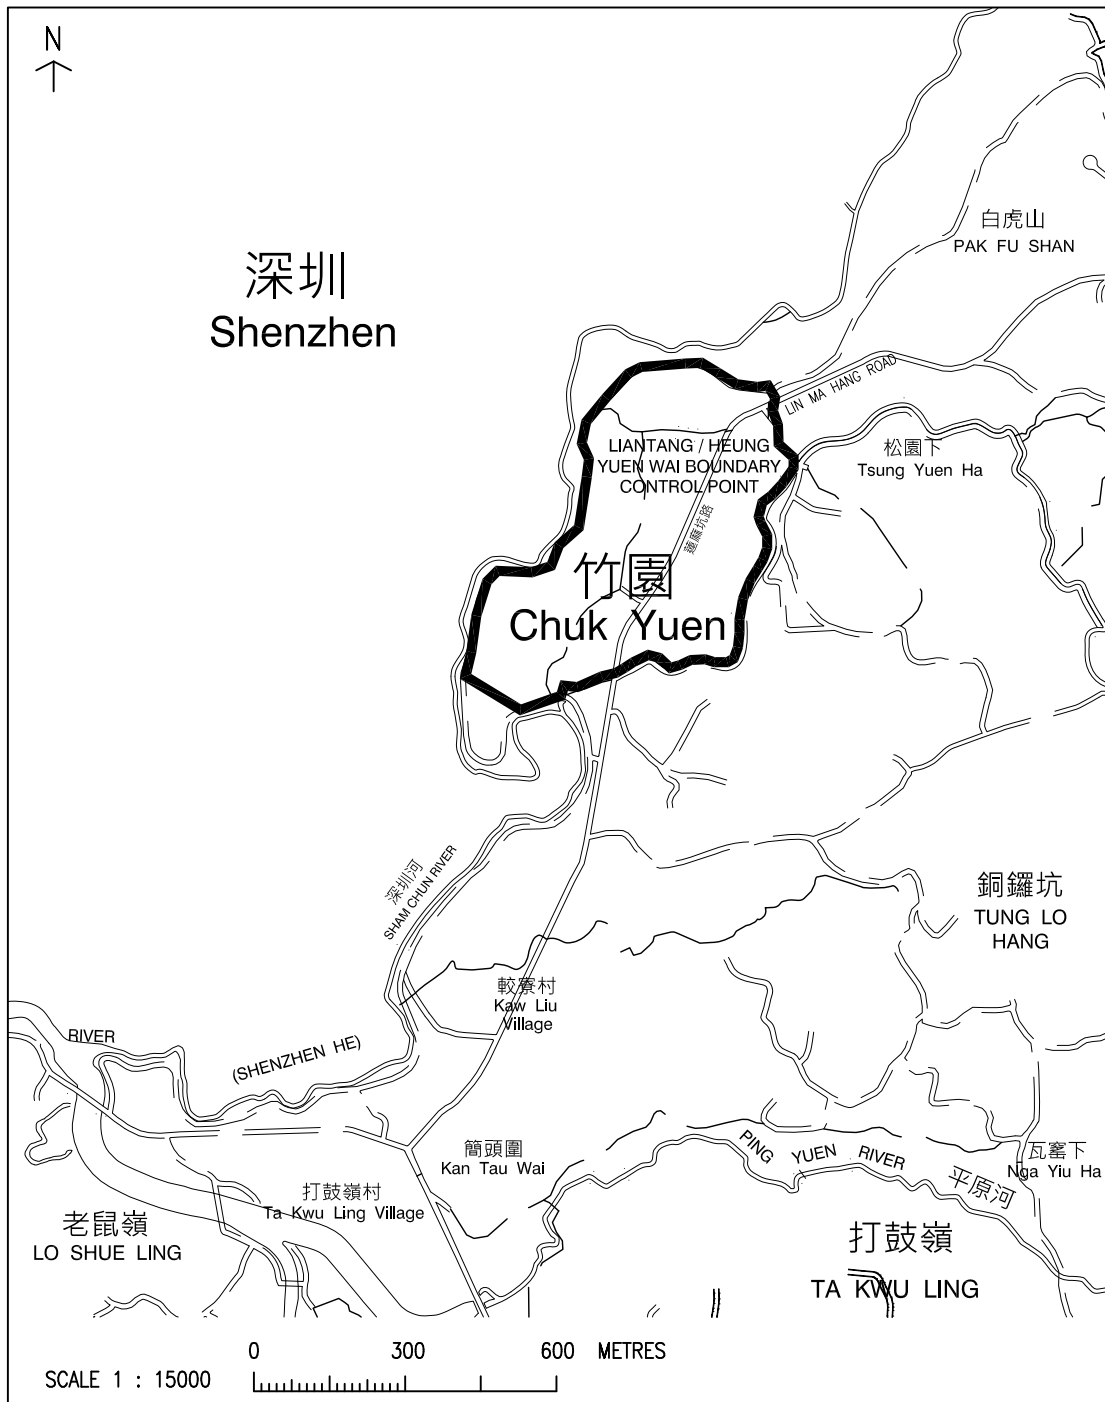 N
白虎山
PAK FU SHAN
深圳
Shenzhen
LIN MA HANG ROAD
LIANTANG / HEUNG
YUEN WAI BOUNDARY
CONTROL POINT
松園下
Tsung Yuen Ha
蓮麻坑路
竹園
Chuk Yuen
深圳河
SHAM CHUN RIVER
銅鑼坑
TUNG LO
HANG
較寮村
Kaw Liu
Village
RIVER
(SHENZHEN HE)
簡頭圍
Kan Tau Wai
PING YUEN RIVER
平原河
瓦窰下
Nga Yiu Ha
打鼓嶺村
Ta Kwu Ling Village
老鼠嶺
LO SHUE LING
打鼓嶺
TA KWU LING
0 300 600 METRES
SCALE 1 : 15000